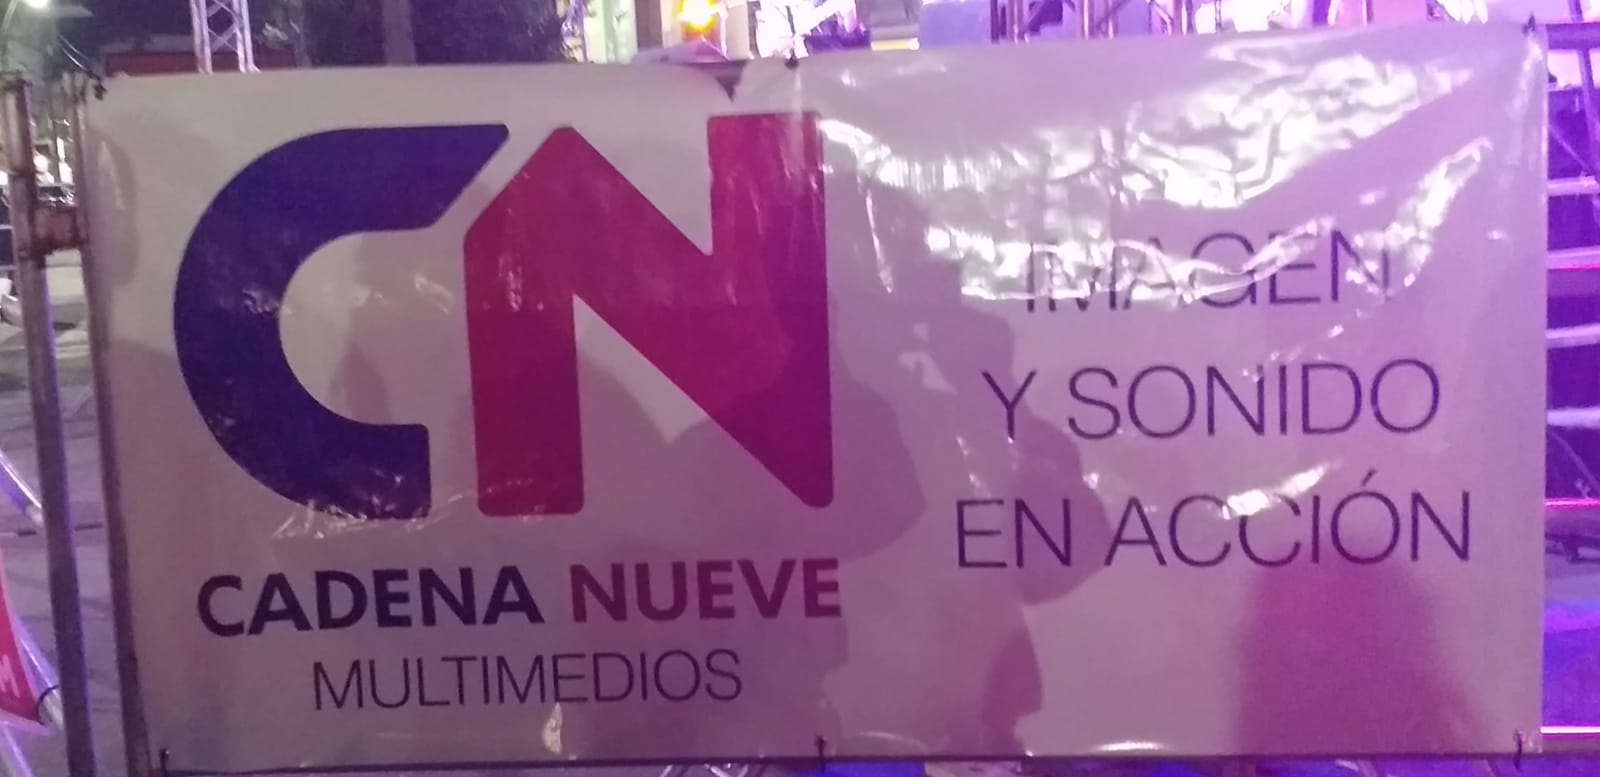 CN
CADENA NUEVE
MULTIMEDIOS
IMAGEN
Y SONIDO
EN ACCIÓN